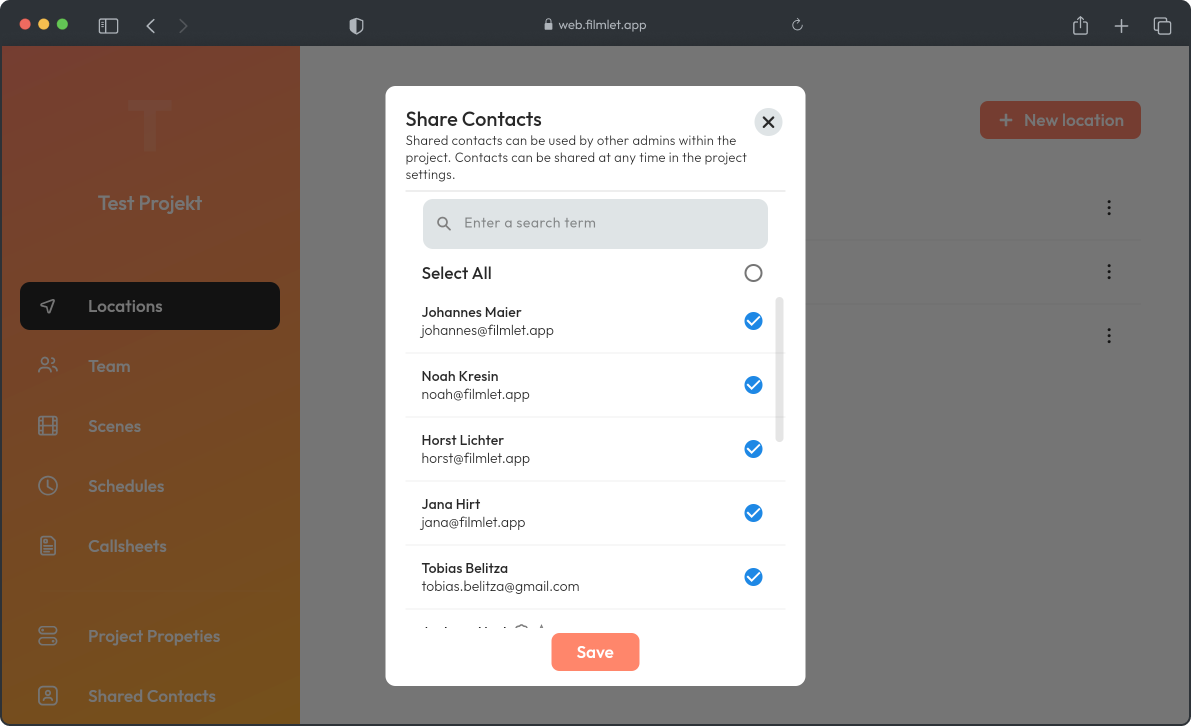 web.filmlet.app
T
Test Projekt
Locations
Team
Scenes
Schedules
Callsheets
Project Propeties
Shared Contacts
+ New location
Share Contacts
Shared contacts can be used by other admins within the
project. Contacts can be shared at any time in the project
settings.
Enter a search term
Select All
Johannes Maier
johannes@filmlet.app
Noah Kresin
noah@filmlet.app
Horst Lichter
horst@filmlet.app
Jana Hirt
jana@filmlet.app
Tobias Belitza
tobias.belitza@gmail.com
Save